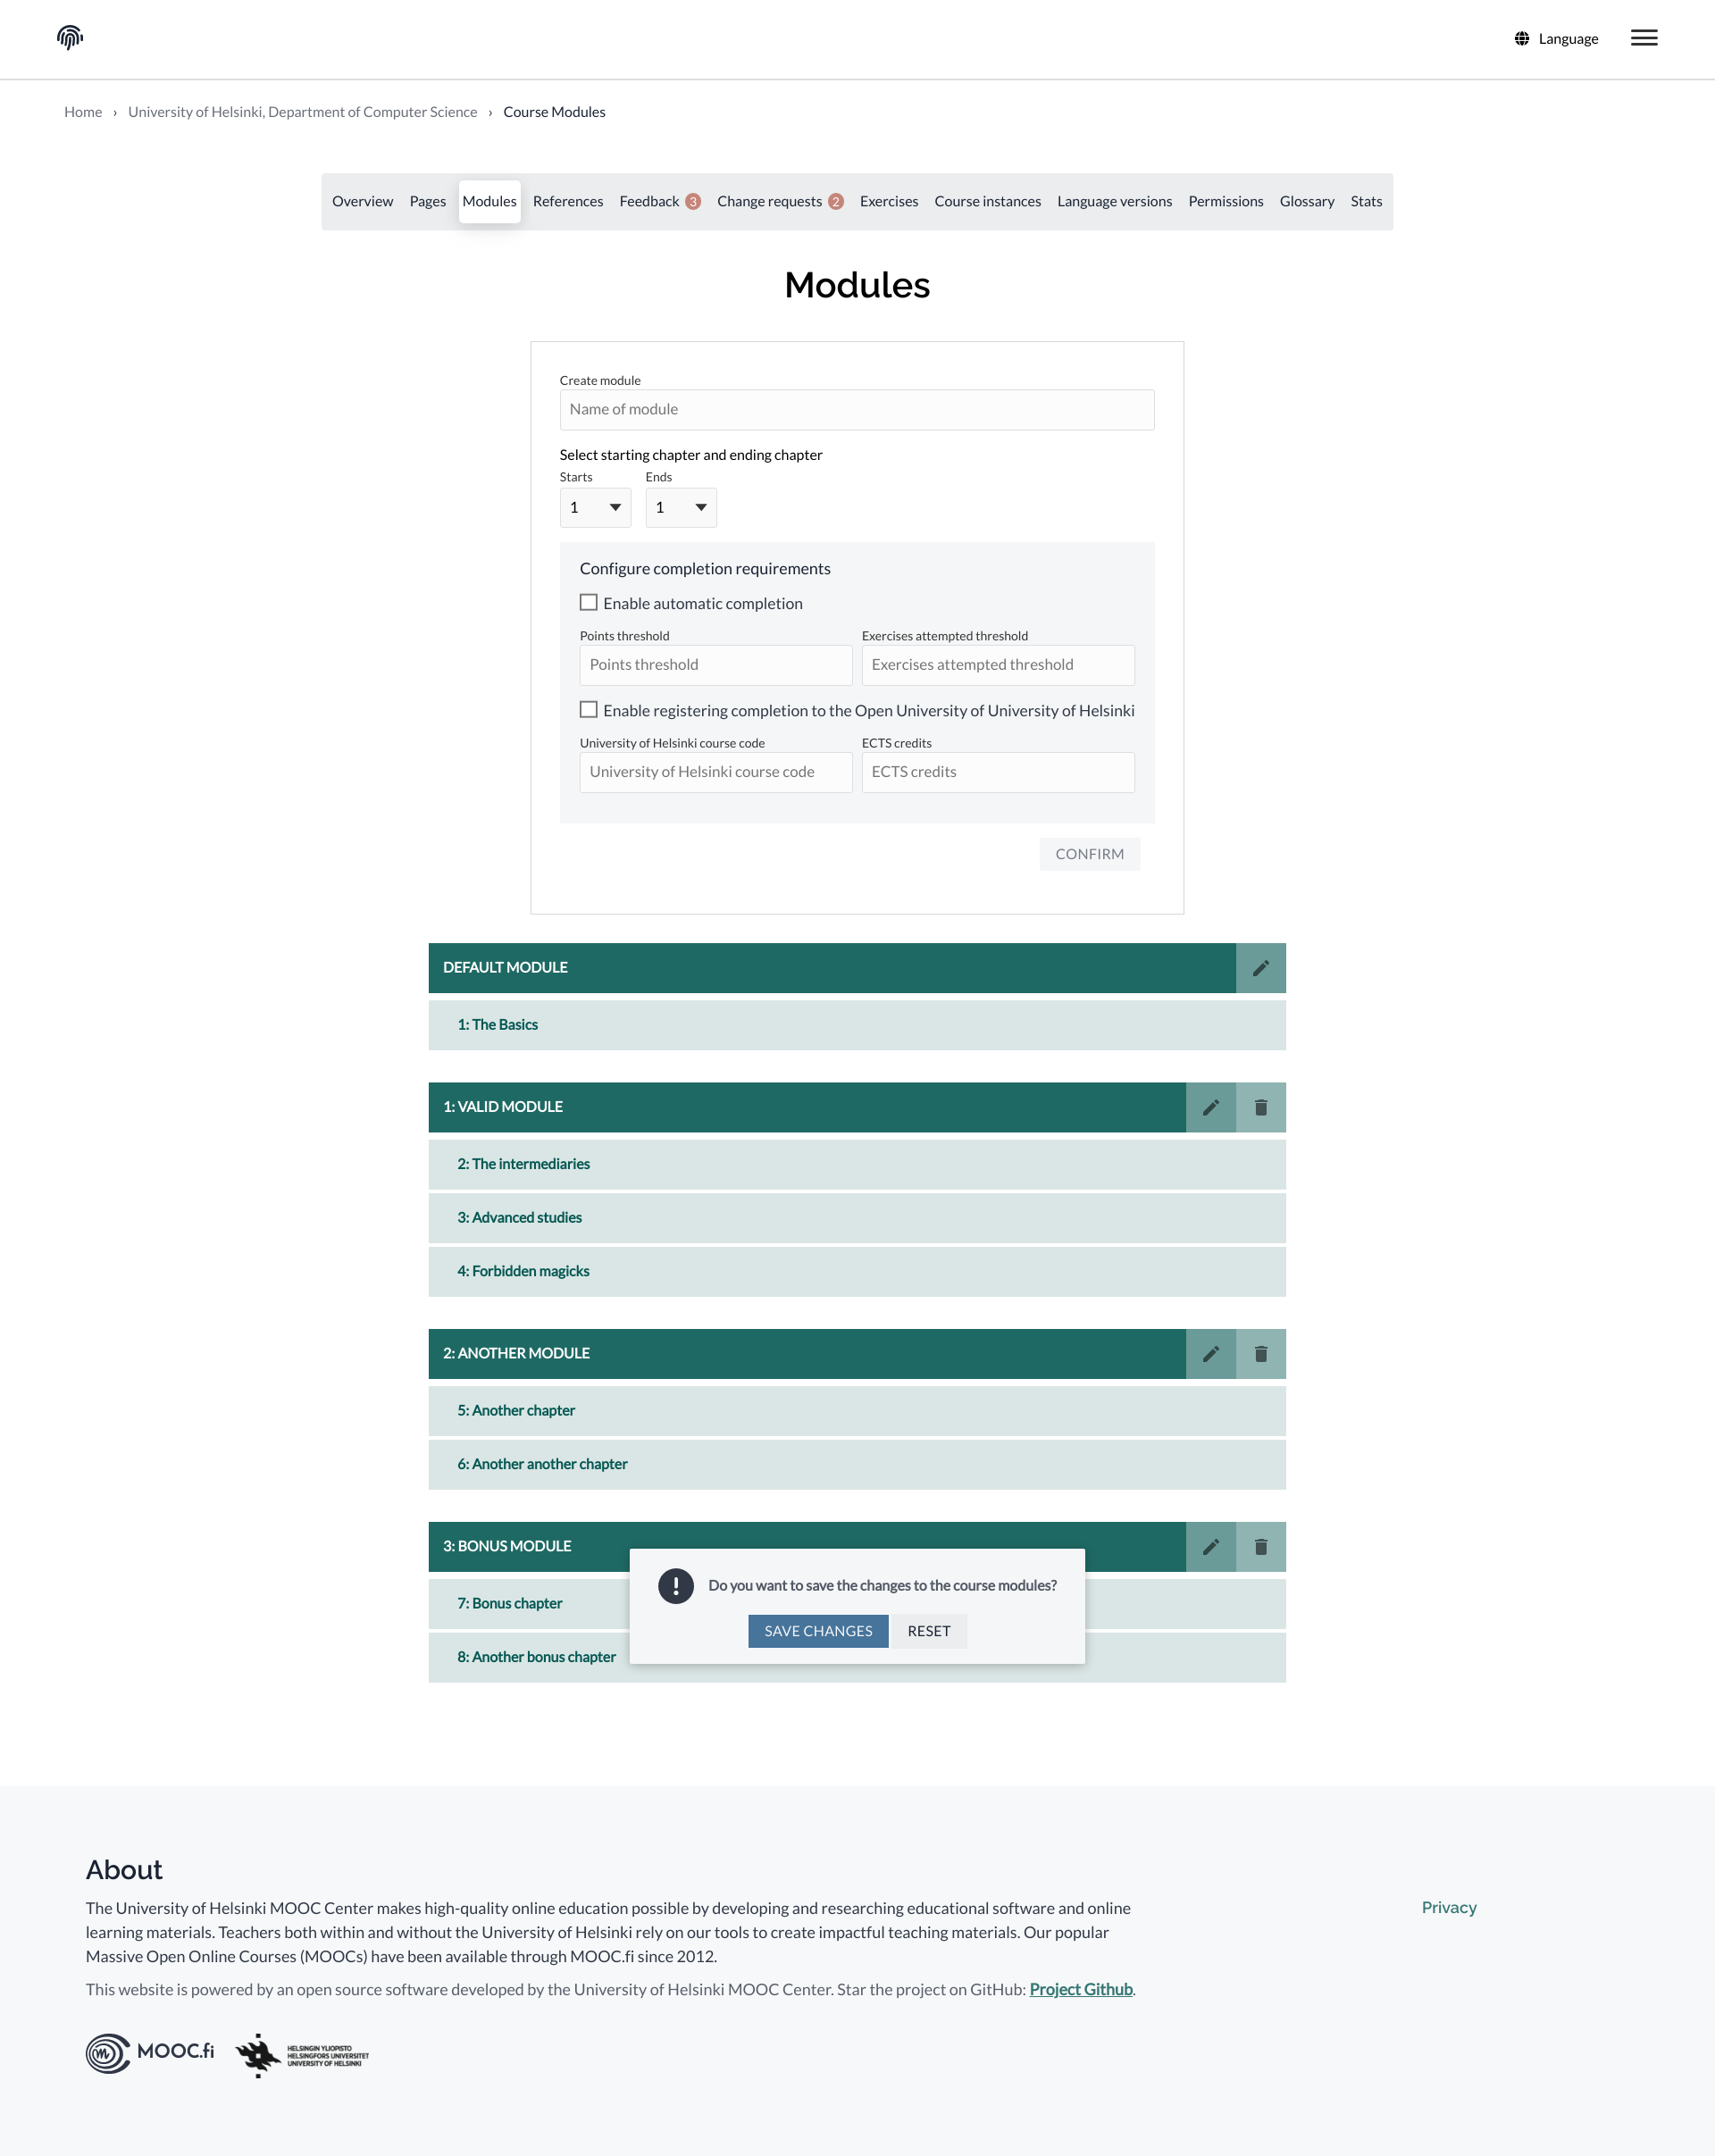 Language
Home › University of Helsinki, Department of Computer Science › Course Modules
Overview Pages Modules References Feedback 3 Change requests 2 Exercises Course instances Language versions Permissions Glossary Stats
Modules
Create module
Name of module
Select starting chapter and ending chapter
Starts Ends
1 1
Configure completion requirements
Enable automatic completion
Points threshold Exercises attempted threshold
Points threshold Exercises attempted threshold
Enable registering completion to the Open University of University of Helsinki
University of Helsinki course code ECTS credits
University of Helsinki course code ECTS credits
CONFIRM
DEFAULT MODULE
1: The Basics
1: VALID MODULE
2: The intermediaries
3: Advanced studies
4: Forbidden magicks
2: ANOTHER MODULE
5: Another chapter
6: Another another chapter
3: BONUS MODULE
Do you want to save the changes to the course modules?
7: Bonus chapter
SAVE CHANGES RESET
8: Another bonus chapter
About
The University of Helsinki MOOC Center makes high-quality online education possible by developing and researching educational software and online
learning materials. Teachers both within and without the University of Helsinki rely on our tools to create impactful teaching materials. Our popular
Massive Open Online Courses (MOOCs) have been available through MOOC.fi since 2012.
Privacy
This website is powered by an open source software developed by the University of Helsinki MOOC Center. Star the project on GitHub: Project Github.
MOOC.fi
HELSINGIN YLIOPISTO
HELSINGFORS UNIVERSITET
UNIVERSITY OF HELSINKI